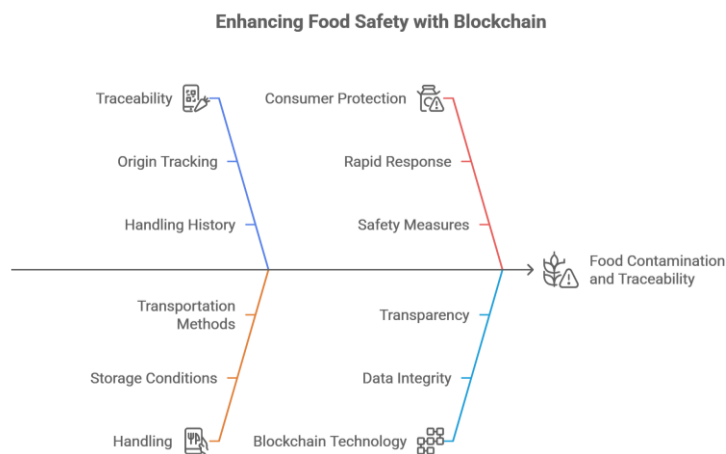 Enhancing Food Safety with Blockchain
Traceability
Origin Tracking
Handling History
Consumer Protection
Rapid Response
Safety Measures
Food Contamination
and Traceability
Transportation
Methods
Storage Conditions
Handling
Transparency
Data Integrity
Blockchain Technology